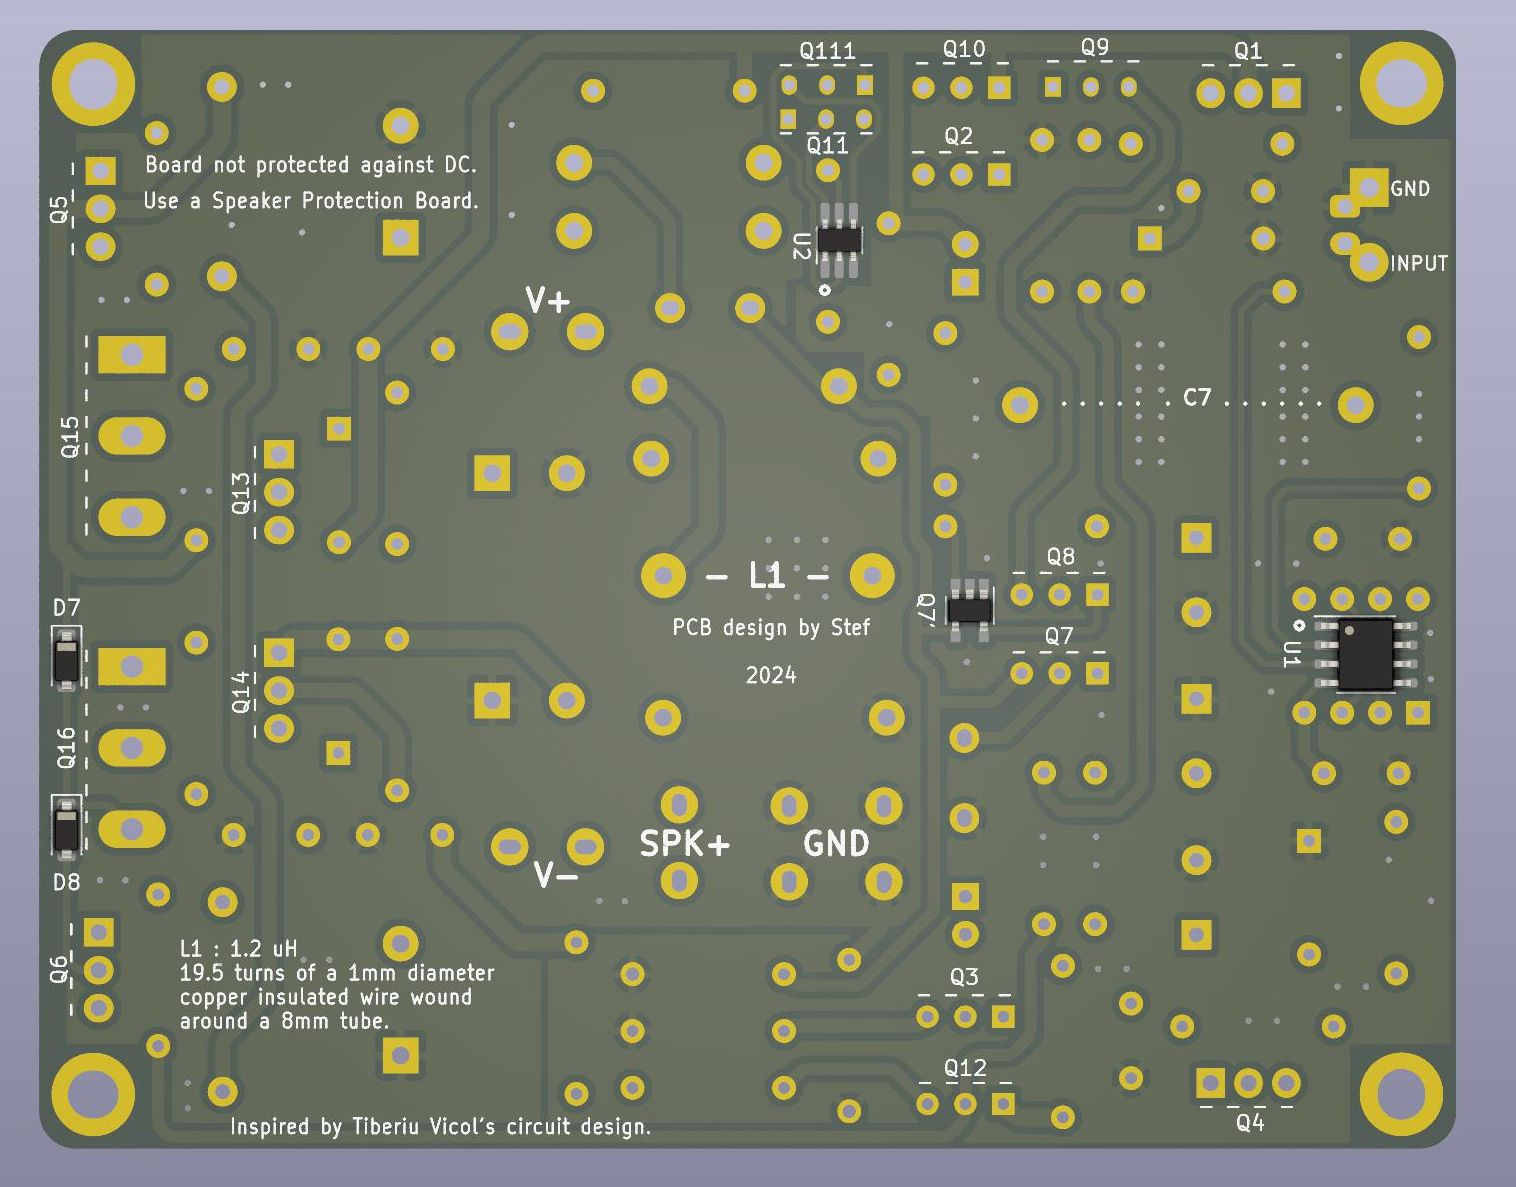 Q111
Q10
Q9
Q1
Q11
Q2
Board not protected against DC.
Use a Speaker Protection Board.
Q5
U2
GND
INPUT
V+
C7
Q15
Q13
- L1 -
PCB design by Stef
2024
Q7'
Q8
Q7
U1
D7
Q14
Q16
D8
SPK+
GND
V-
Q6
L1 : 1.2 uH
19.5 turns of a 1mm diameter
copper insulated wire wound
around a 8mm tube.
Q3
Q12
Q4
Inspired by Tiberiu Vicol's circuit design.